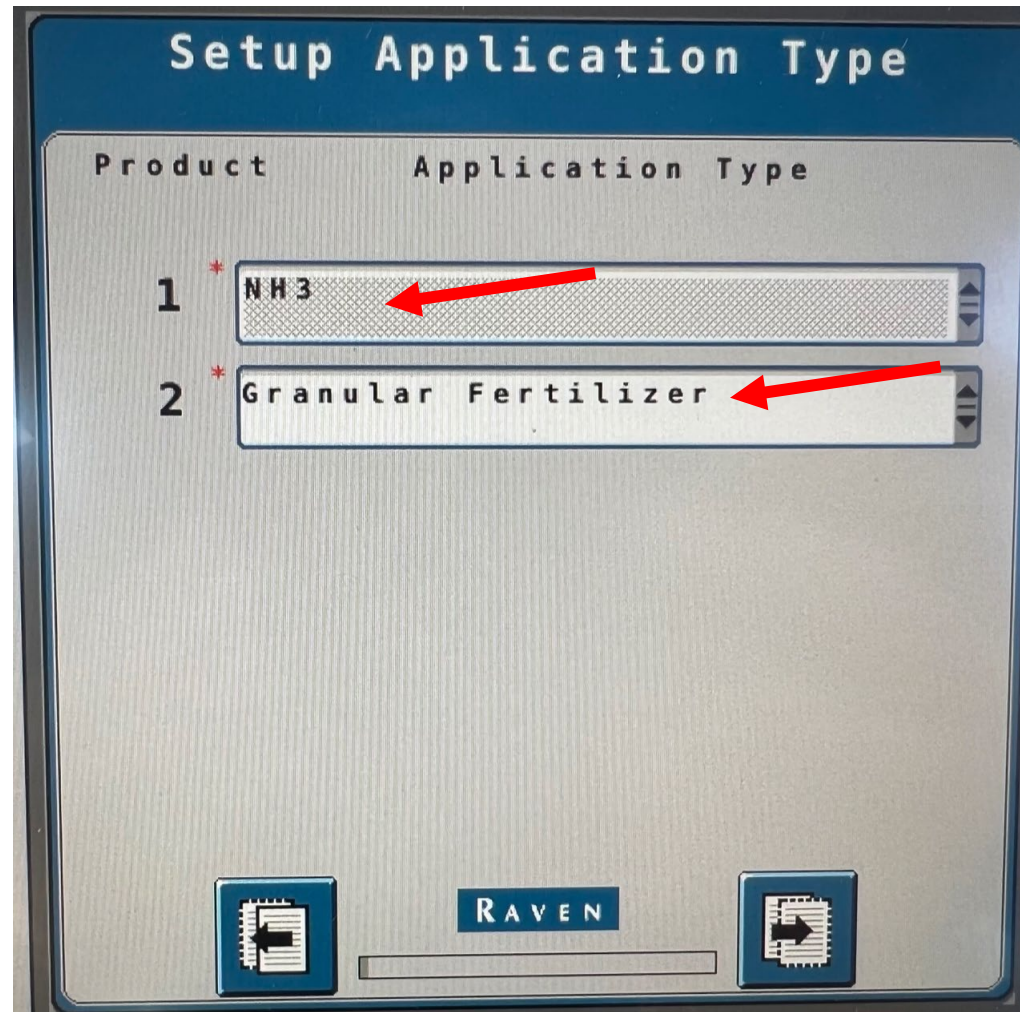 Setup Application Type
Product Application Type
1 * NH3
2 * Granular Fertilizer
RAVEN